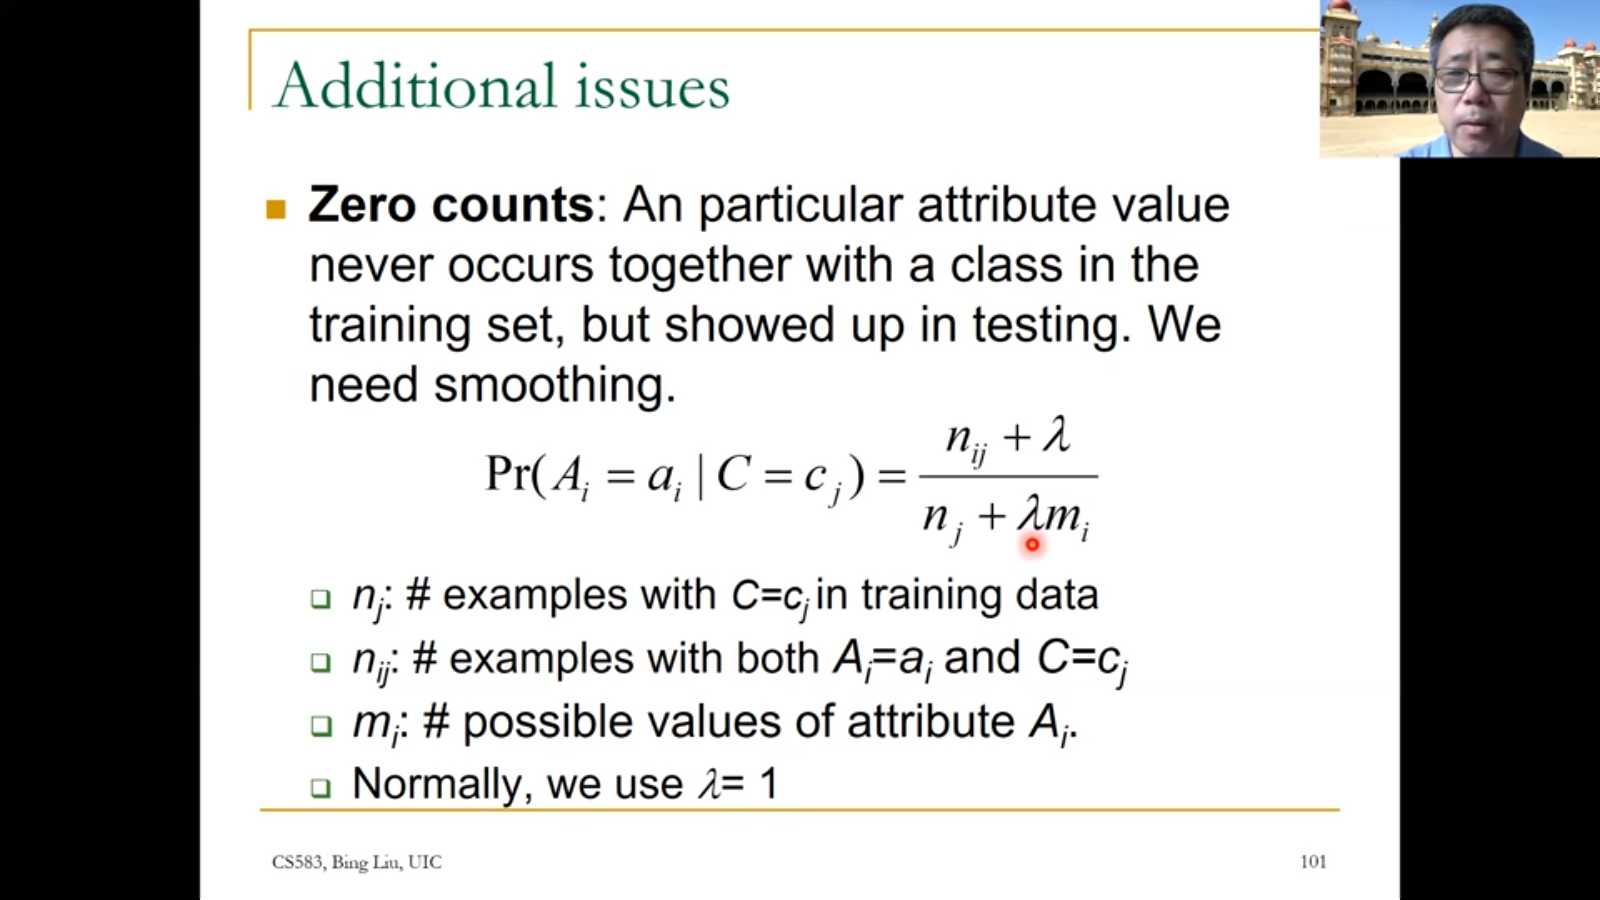 Additional issues
Zero counts: An particular attribute value
never occurs together with a class in the
training set, but showed up in testing. We
need smoothing.
Pr(A_i = a_i | C = c_j) = (n_ij + λ) / (n_j + λm_i)
n_j: # examples with C=c_j in training data
n_ij: # examples with both A_i=a_i and C=c_j
m_i: # possible values of attribute A_i.
Normally, we use λ= 1
CS583, Bing Liu, UIC 101